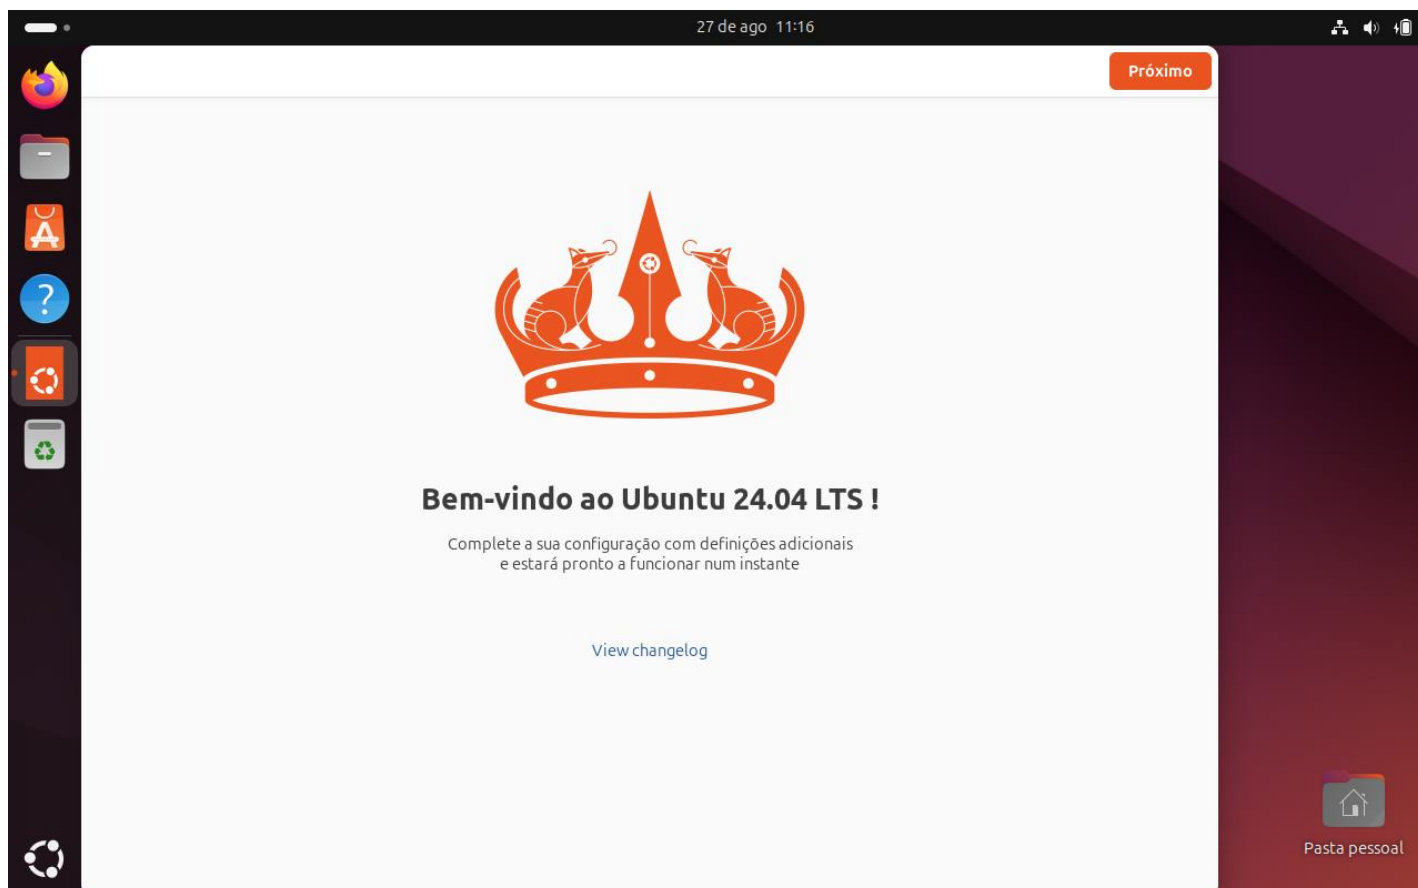 27 de ago 11:16
Próximo
Bem-vindo ao Ubuntu 24.04 LTS !
Complete a sua configuração com definições adicionais
e estará pronto a funcionar num instante
View changelog
Pasta pessoal